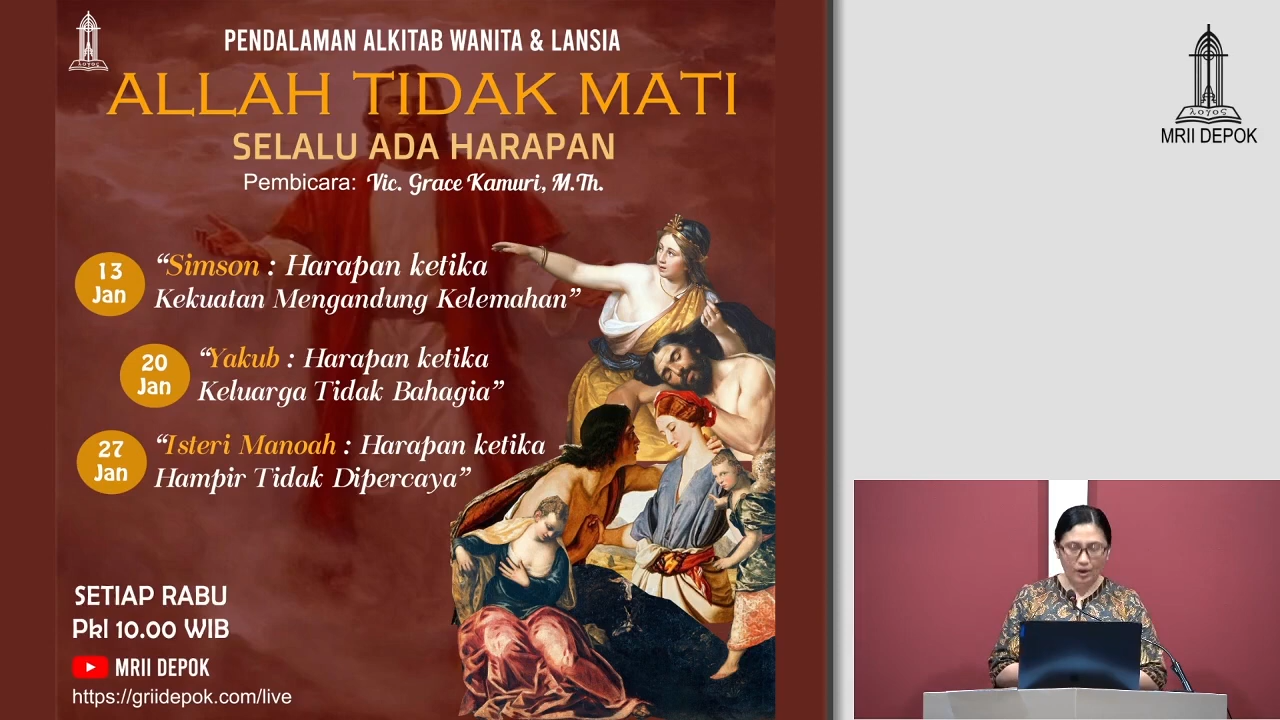 λογος
PENDALAMAN ALKITAB WANITA & LANSIA
ALLAH TIDAK MATI
SELALU ADA HARAPAN
Pembicara: Vic. Grace Kamuri, M.Th.
13
Jan
“Simson : Harapan ketika
Kekuatan Mengandung Kelemahan”
20
Jan
“Yakub : Harapan ketika
Keluarga Tidak Bahagia”
27
Jan
“Isteri Manoah : Harapan ketika
Hampir Tidak Dipercaya”
SETIAP RABU
Pkl 10.00 WIB
MRII DEPOK
https://griidepok.com/live
λογος
MRII DEPOK